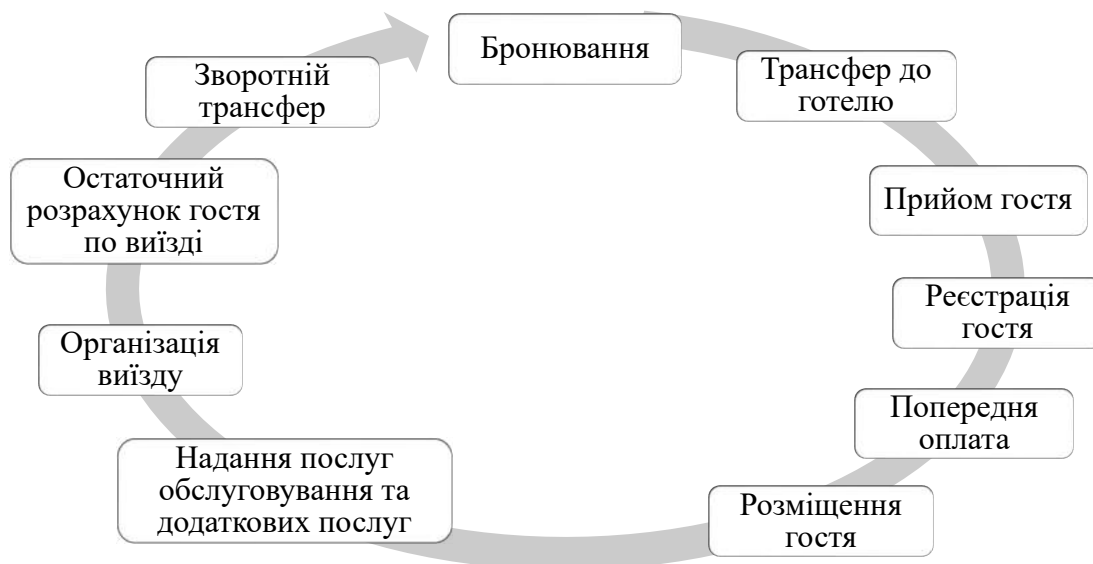 Бронювання
Трансфер до
готелю
Прийом гостя
Реєстрація
гостя
Попередня
оплата
Розміщення
гостя
Надання послуг
обслуговування та
додаткових послуг
Організація
виїзду
Остаточний
розрахунок гостя
по виїзді
Зворотній
трансфер